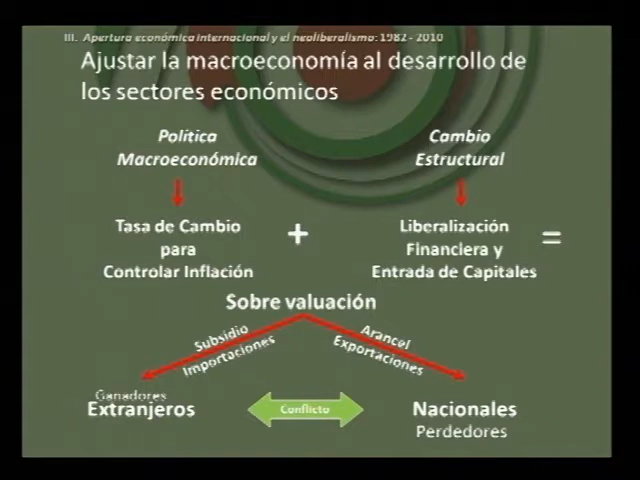 III. Apertura económica internacional y el neoliberalismo: 1982 - 2010
Ajustar la macroeconomía al desarrollo de
los sectores económicos
Política
Macroeconómica
Cambio
Estructural
Tasa de Cambio
para
Controlar Inflación
+
Liberalización
Financiera y
Entrada de Capitales
=
Sobre valuación
Subsidio
Importaciones
Arancel
Exportaciones
Ganadores
Extranjeros
Conflicto
Nacionales
Perdedores